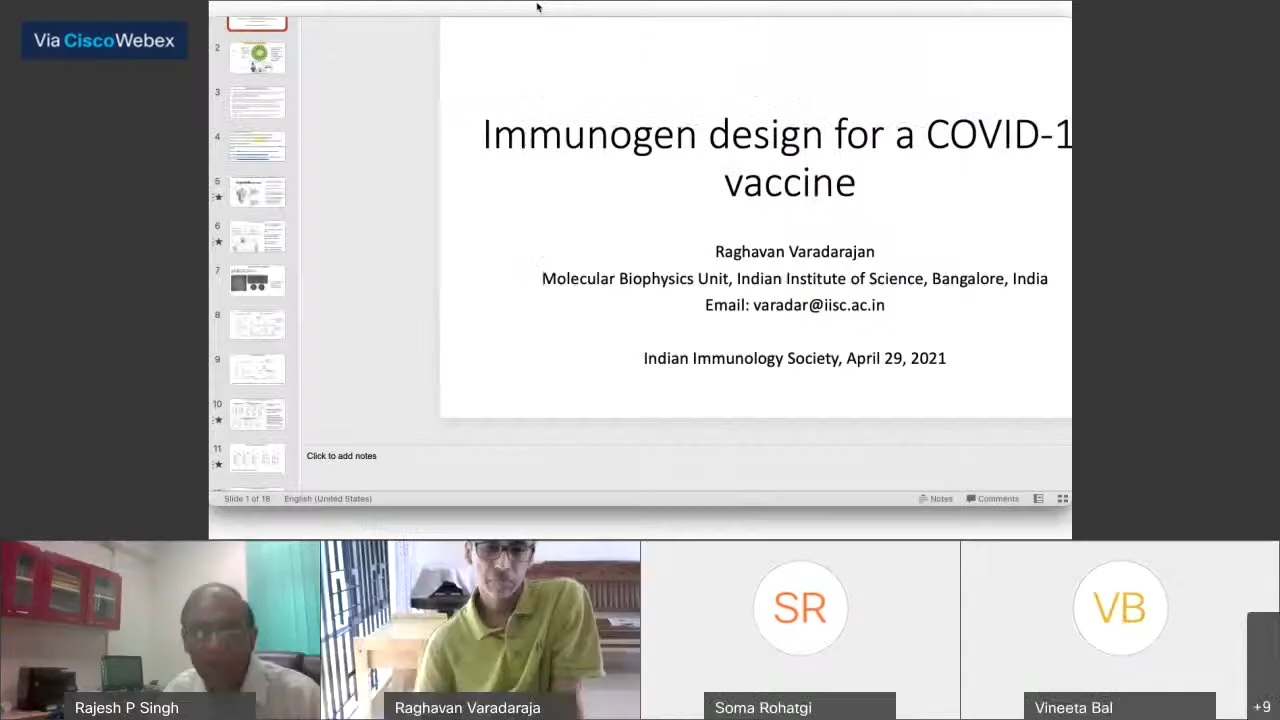 Via CiscoWebex
2
3
4
5
6
7
8
9
10
11
Immunogen design for a COVID-1
vaccine
Raghavan Varadarajan
Molecular Biophysics Unit, Indian Institute of Science, Bangalore, India
Email: varadar@iisc.ac.in
Indian Immunology Society, April 29, 2021
Click to add notes
Slide 1 of 18 English (United States) Notes Comments
Rajesh P Singh
Raghavan Varadaraja
SR
Soma Rohatgi
VB
Vineeta Bal
+9